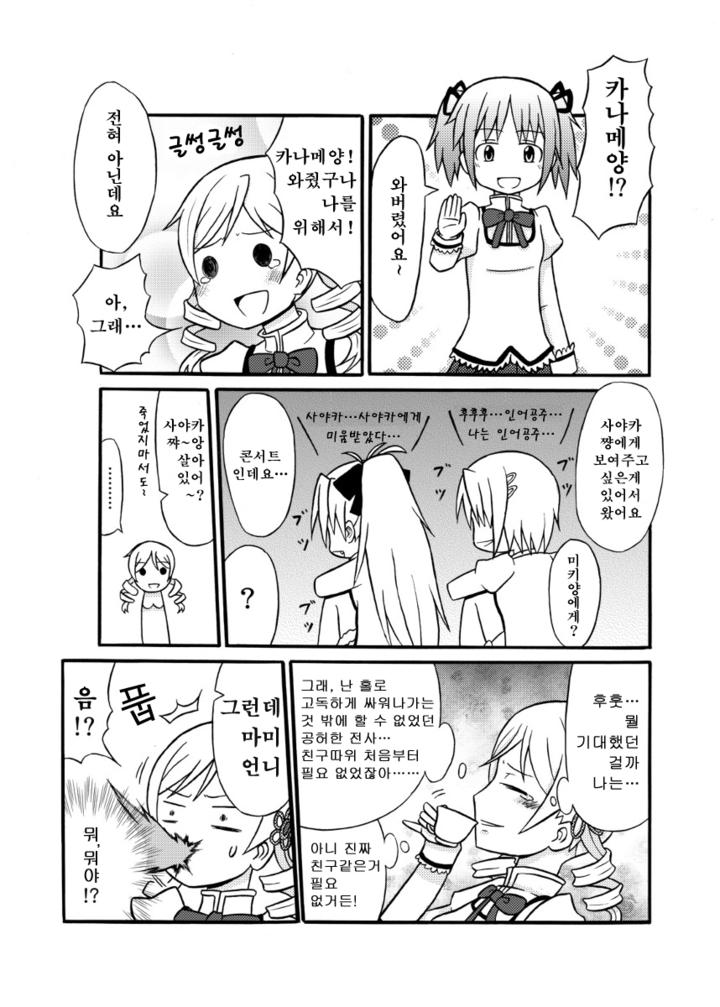 카나메양!?
와버렸어요~
카나메양!
와줬구나
나를
위해서!
글썽글썽
전혀 아닌데요
아,
그래…
사야카
쨩에게
보여주고
싶은게
있어서
왔어요
미키양에게?
후후후…인어공주…
나는 인어공주…
사야카…사야카에게
미움받았다…
ブツ
ブツ
ブツ
콘서트
인데요…
?
사야카
쨩~앙
살아
있어
~?
죽었지마서도~
………
후훗…
뭘
기대했던
걸까
나는…
그래, 난 홀로
고독하게 싸워나가는
것 밖에 할 수 없었던
공허한 전사…
친구따위 처음부터
필요 없었잖아……
아니 진짜
친구같은거
필요
없거든!
그런데
마미
언니
풉
음!?
뭐,뭐야!?